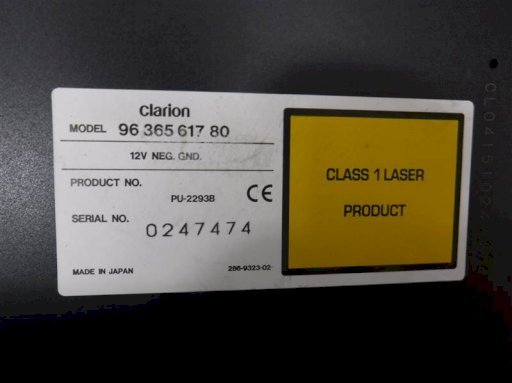 clarion
MODEL 96 365 617 80
12V NEG. GND.
PRODUCT NO.
PU-2293B
CE
SERIAL NO.
0247474
MADE IN JAPAN
286-9323-02
CLASS 1 LASER
PRODUCT